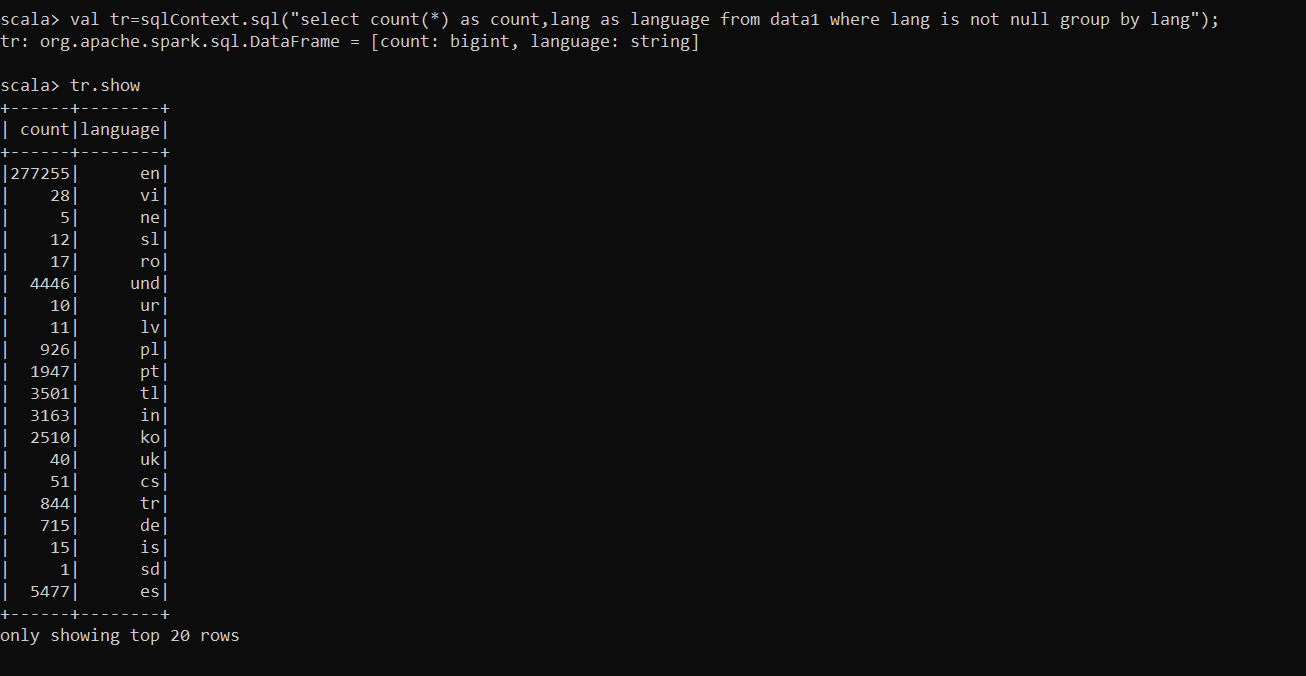 scala> val tr=sqlContext.sql("select count(*) as count,lang as language from data1 where lang is not null group by lang");
tr: org.apache.spark.sql.DataFrame = [count: bigint, language: string]
scala> tr.show
+------+--------+
| count|language|
+------+--------+
|277255|      en|
|    28|      vi|
|     5|      ne|
|    12|      sl|
|    17|      ro|
|  4446|     und|
|    10|      ur|
|    11|      lv|
|   926|      pl|
|  1947|      pt|
|  3501|      tl|
|  3163|      in|
|  2510|      ko|
|    40|      uk|
|    51|      cs|
|   844|      tr|
|   715|      de|
|    15|      is|
|     1|      sd|
|  5477|      es|
+------+--------+
only showing top 20 rows